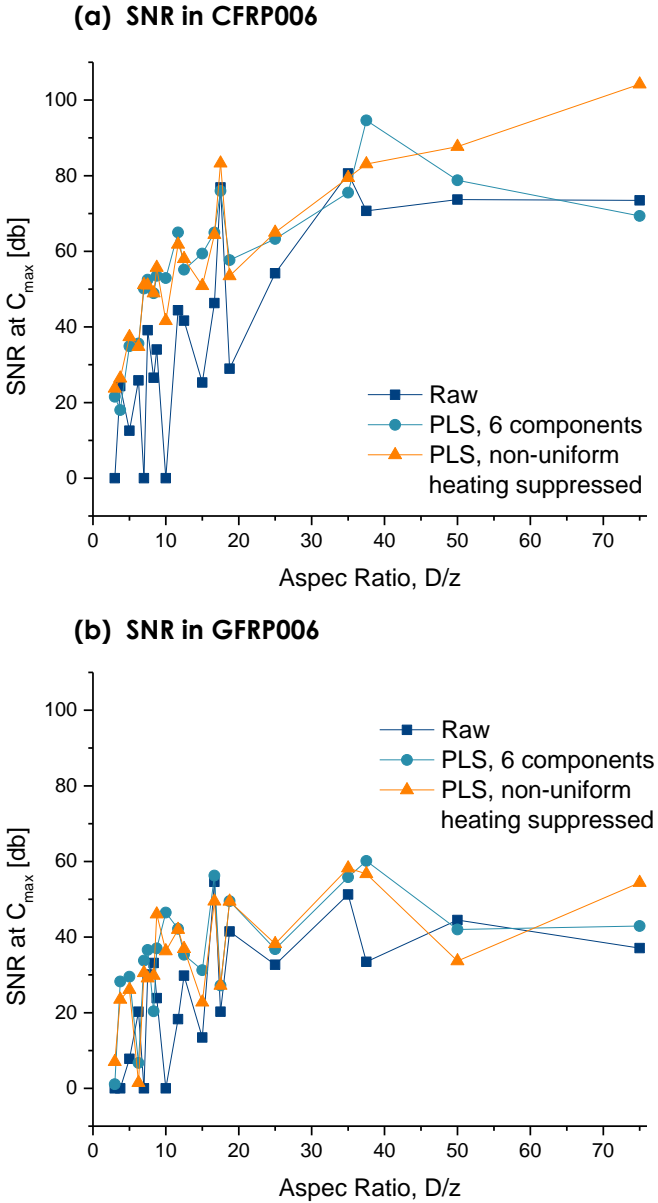 (a) SNR in CFRP006
100
80
60
40
20
0
SNR at Cmax [db]
Raw
PLS, 6 components
PLS, non-uniform
heating suppressed
0 10 20 30 40 50 60 70
Aspec Ratio, D/z
(b) SNR in GFRP006
100
80
60
40
20
0
SNR at Cmax [db]
Raw
PLS, 6 components
PLS, non-uniform
heating suppressed
0 10 20 30 40 50 60 70
Aspec Ratio, D/z